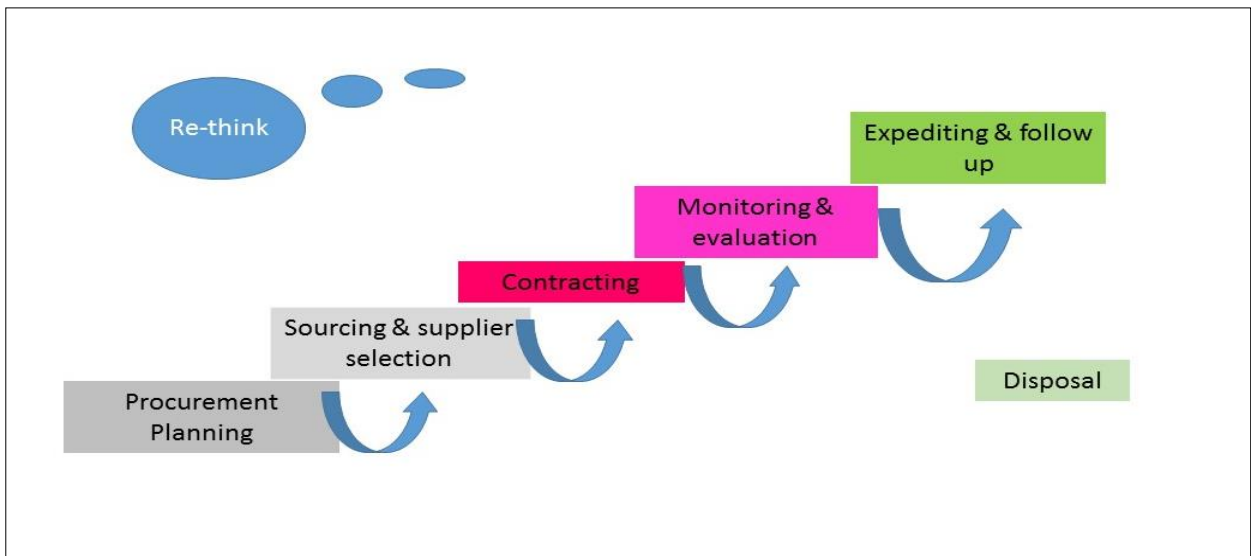 Re-think
Expediting & follow
up
Monitoring &
evaluation
Contracting
Sourcing & supplier
selection
Disposal
Procurement
Planning